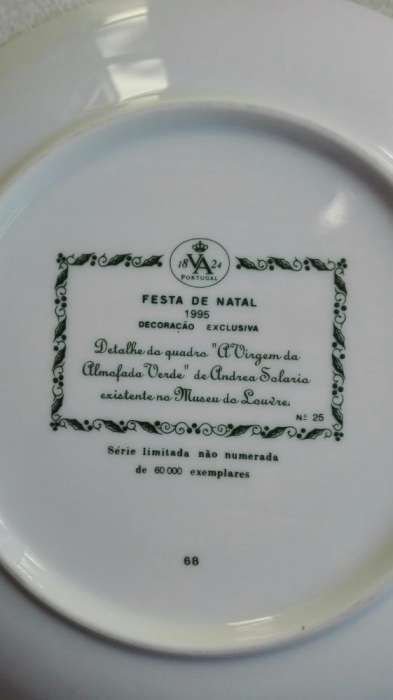 18 VA 24
PORTUGAL
FESTA DE NATAL
1995
DECORAÇÃO EXCLUSIVA
Detalhe do quadro "A Virgem da
Almofada Verde" de Andrea Solario
existente no Museu do Louvre.
Nº 25
Série limitada não numerada
de 60 000 exemplares
68